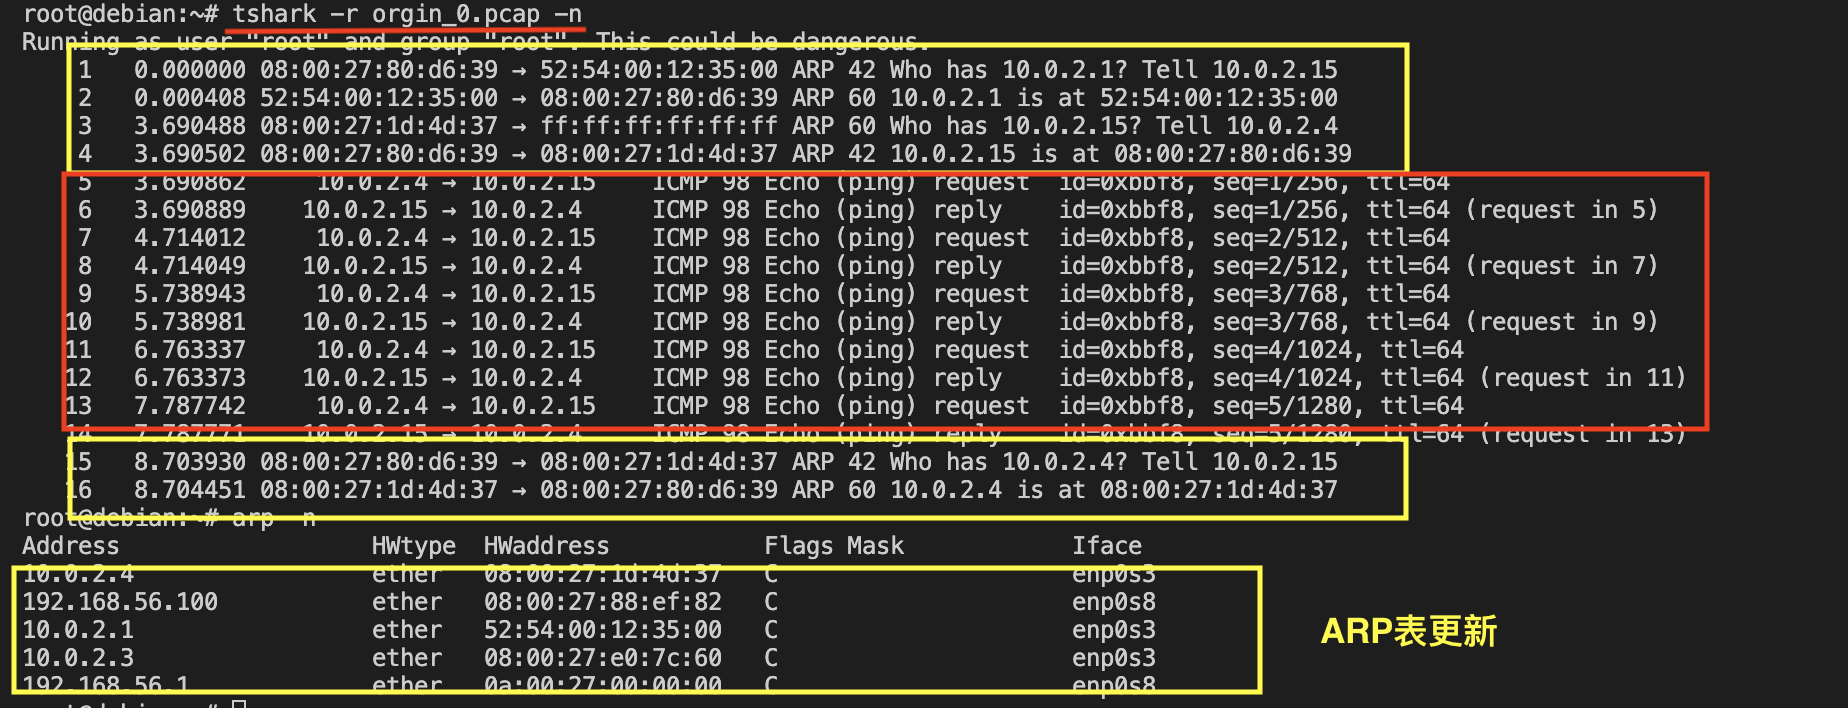 root@debian:~# tshark -r orgin_0.pcap -n
Running as user "root" and group "root". This could be dangerous.
1 0.000000 08:00:27:80:d6:39 → 52:54:00:12:35:00 ARP 42 Who has 10.0.2.1? Tell 10.0.2.15
2 0.000408 52:54:00:12:35:00 → 08:00:27:80:d6:39 ARP 60 10.0.2.1 is at 52:54:00:12:35:00
3 3.690488 08:00:27:1d:4d:37 → ff:ff:ff:ff:ff:ff ARP 60 Who has 10.0.2.15? Tell 10.0.2.4
4 3.690502 08:00:27:80:d6:39 → 08:00:27:1d:4d:37 ARP 42 10.0.2.15 is at 08:00:27:80:d6:39
5 3.690862 10.0.2.4 → 10.0.2.15 ICMP 98 Echo (ping) request id=0xbbf8, seq=1/256, ttl=64
6 3.690889 10.0.2.15 → 10.0.2.4 ICMP 98 Echo (ping) reply id=0xbbf8, seq=1/256, ttl=64 (request in 5)
7 4.714012 10.0.2.4 → 10.0.2.15 ICMP 98 Echo (ping) request id=0xbbf8, seq=2/512, ttl=64
8 4.714049 10.0.2.15 → 10.0.2.4 ICMP 98 Echo (ping) reply id=0xbbf8, seq=2/512, ttl=64 (request in 7)
9 5.738943 10.0.2.4 → 10.0.2.15 ICMP 98 Echo (ping) request id=0xbbf8, seq=3/768, ttl=64
10 5.738981 10.0.2.15 → 10.0.2.4 ICMP 98 Echo (ping) reply id=0xbbf8, seq=3/768, ttl=64 (request in 9)
11 6.763337 10.0.2.4 → 10.0.2.15 ICMP 98 Echo (ping) request id=0xbbf8, seq=4/1024, ttl=64
12 6.763373 10.0.2.15 → 10.0.2.4 ICMP 98 Echo (ping) reply id=0xbbf8, seq=4/1024, ttl=64 (request in 11)
13 7.787742 10.0.2.4 → 10.0.2.15 ICMP 98 Echo (ping) request id=0xbbf8, seq=5/1280, ttl=64
14 7.787771 10.0.2.15 → 10.0.2.4 ICMP 98 Echo (ping) reply id=0xbbf8, seq=5/1280, ttl=64 (request in 13)
15 8.703930 08:00:27:80:d6:39 → 08:00:27:1d:4d:37 ARP 42 Who has 10.0.2.4? Tell 10.0.2.15
16 8.704451 08:00:27:1d:4d:37 → 08:00:27:80:d6:39 ARP 60 10.0.2.4 is at 08:00:27:1d:4d:37
root@debian:~# arp -n
Address HWtype HWaddress Flags Mask Iface
10.0.2.4 ether 08:00:27:1d:4d:37 C enp0s3
192.168.56.100 ether 08:00:27:88:ef:82 C enp0s8
10.0.2.1 ether 52:54:00:12:35:00 C enp0s3
10.0.2.3 ether 08:00:27:e0:7c:60 C enp0s3
192.168.56.1 ether 0a:00:27:00:00:00 C enp0s8
ARP表更新